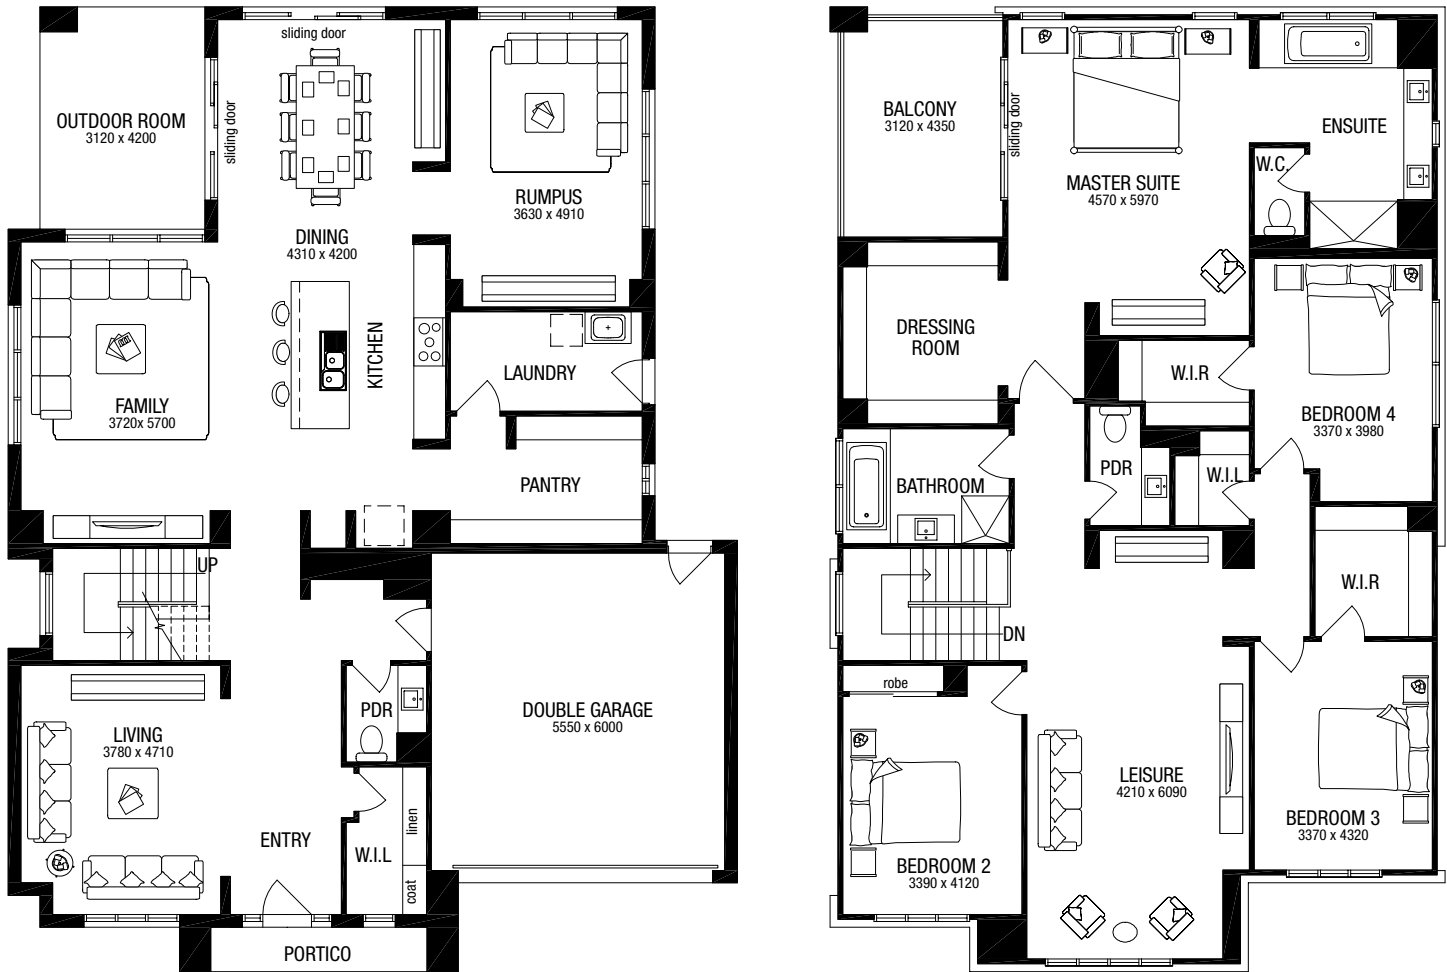 sliding door
OUTDOOR ROOM
3120 x 4200
sliding door
RUMPUS
3630 x 4910
DINING
4310 x 4200
KITCHEN
LAUNDRY
FAMILY
3720x 5700
PANTRY
UP
PDR
DOUBLE GARAGE
5550 x 6000
LIVING
3780 x 4710
linen
ENTRY
W.I.L
coat
PORTICO
BALCONY
3120 x 4350
sliding door
ENSUITE
W.C.
MASTER SUITE
4570 x 5970
DRESSING
ROOM
W.I.R
BEDROOM 4
3370 x 3980
PDR
W.I.L
BATHROOM
W.I.R
DN
robe
LEISURE
4210 x 6090
BEDROOM 3
3370 x 4320
BEDROOM 2
3390 x 4120